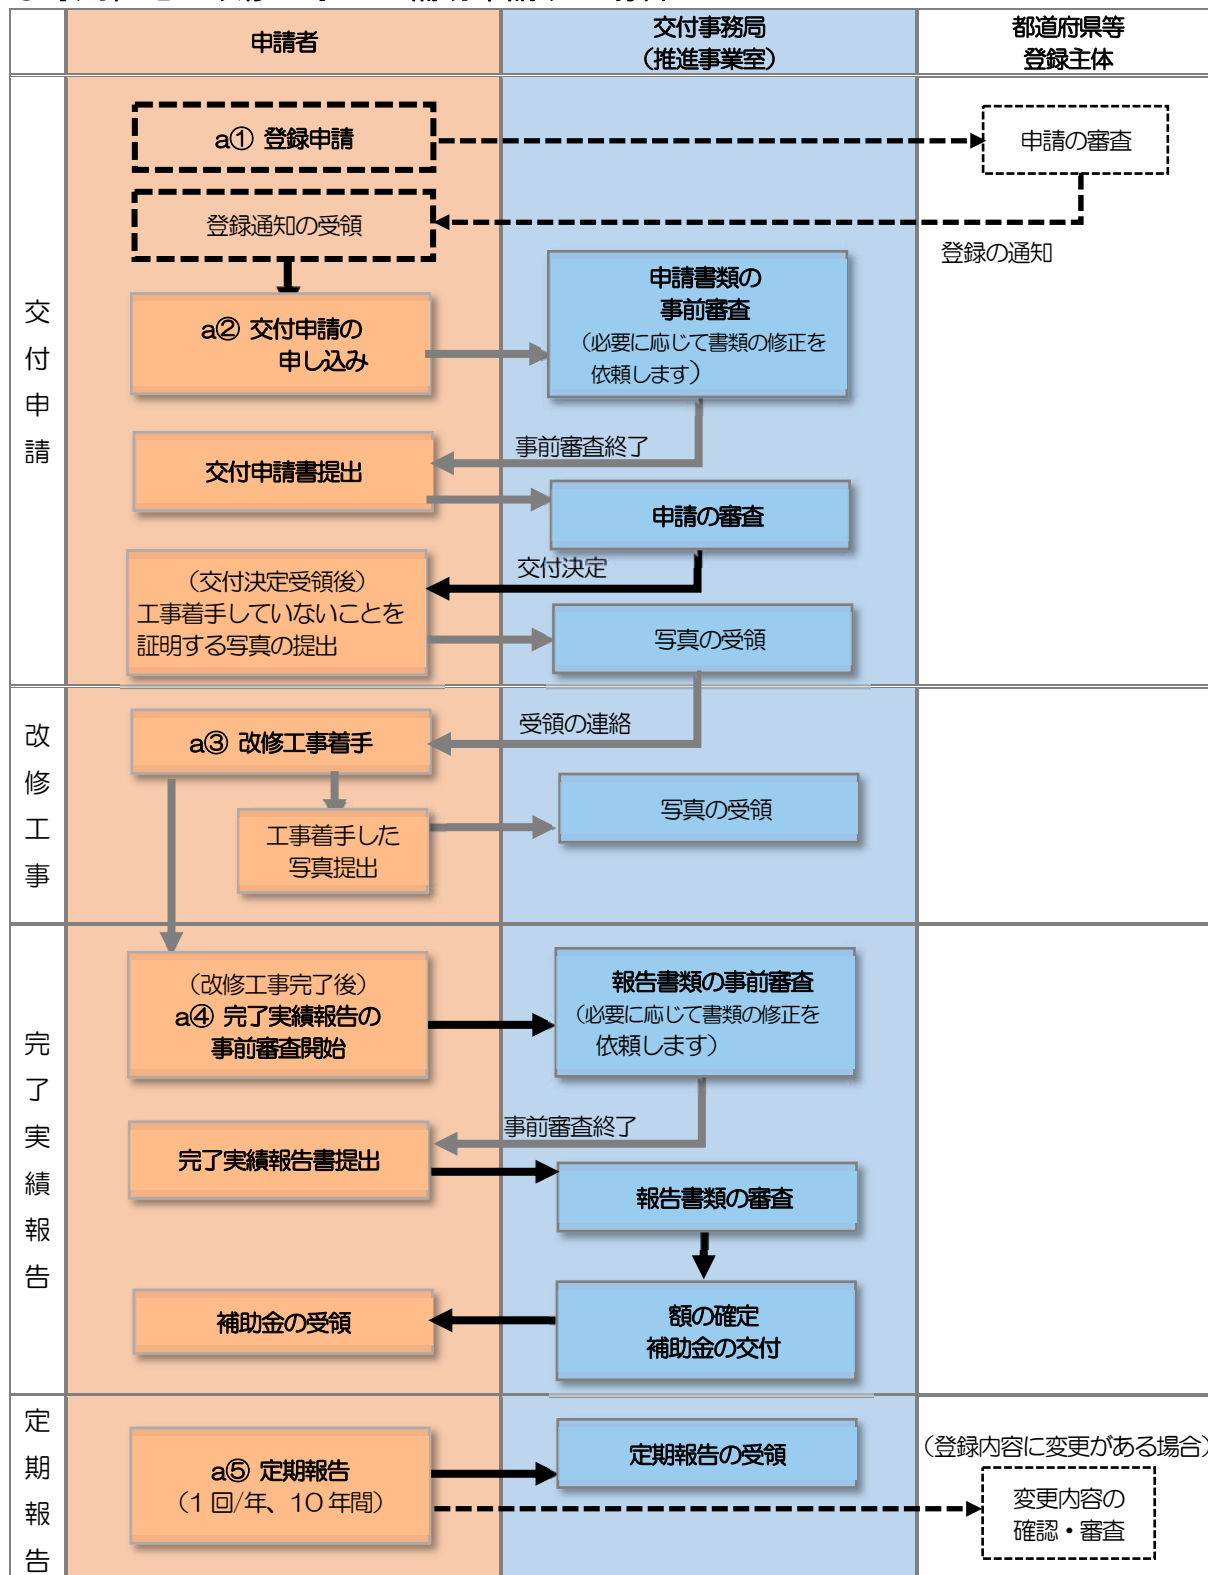 申請者
交付事務局
（推進事業室）
都道府県等
登録主体
交付申請
a① 登録申請
申請の審査
登録通知の受領
登録の通知
申請書類の
事前審査
（必要に応じて書類の修正を
依頼します）
a② 交付申請の
申し込み
事前審査終了
交付申請書提出
申請の審査
交付決定
（交付決定受領後）
工事着手していないことを
証明する写真の提出
写真の受領
改修工事
受領の連絡
a③ 改修工事着手
工事着手した
写真提出
写真の受領
完了実績報告
（改修工事完了後）
a④ 完了実績報告の
事前審査開始
報告書類の事前審査
（必要に応じて書類の修正を
依頼します）
事前審査終了
完了実績報告書提出
報告書類の審査
補助金の受領
額の確定
補助金の交付
定期報告
a⑤ 定期報告
（1 回/年、10 年間）
定期報告の受領
（登録内容に変更がある場合）
変更内容の
確認・審査